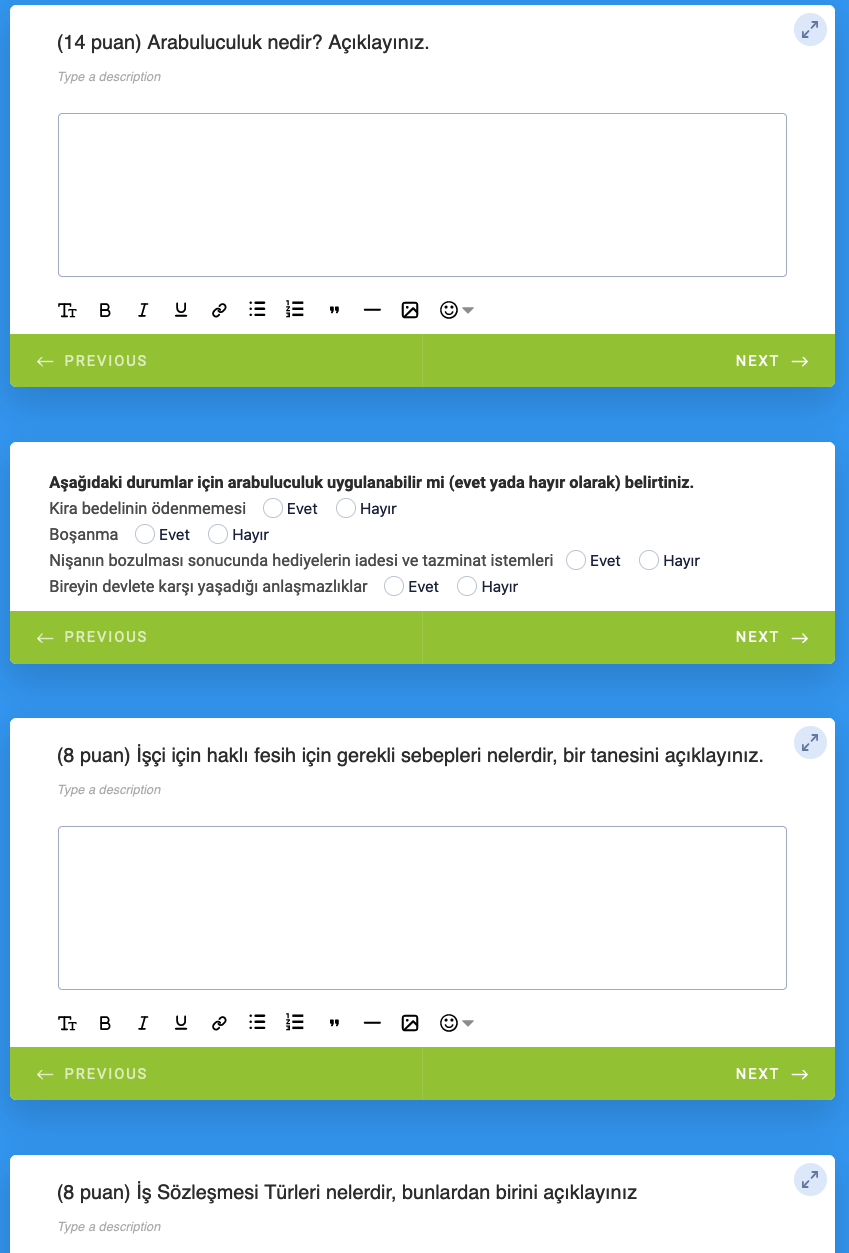 (14 puan) Arabuluculuk nedir? Açıklayınız.
Type a description
PREVIOUS
NEXT
Aşağıdaki durumlar için arabuluculuk uygulanabilir mi (evet yada hayır olarak) belirtiniz.
Kira bedelinin ödenmemesi Evet Hayır
Boşanma Evet Hayır
Nişanın bozulması sonucunda hediyelerin iadesi ve tazminat istemleri Evet Hayır
Bireyin devlete karşı yaşadığı anlaşmazlıklar Evet Hayır
PREVIOUS
NEXT
(8 puan) İşçi için haklı fesih için gerekli sebepleri nelerdir, bir tanesini açıklayınız.
Type a description
PREVIOUS
NEXT
(8 puan) İş Sözleşmesi Türleri nelerdir, bunlardan birini açıklayınız
Type a description